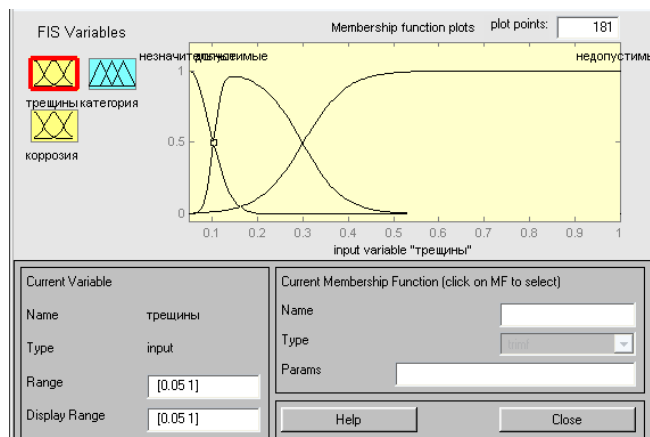 FIS Variables
Membership function plots
plot points:
181
незначительные
допустимые
недопустимы
трещины
категория
коррозия
1
0.5
0
0.1 0.2 0.3 0.4 0.5 0.6 0.7 0.8 0.9 1
input variable "трещины"
Current Variable
Name трещины
Type input
Range [0.05 1]
Display Range [0.05 1]
Current Membership Function (click on MF to select)
Name
Type trimf
Params
Help
Close